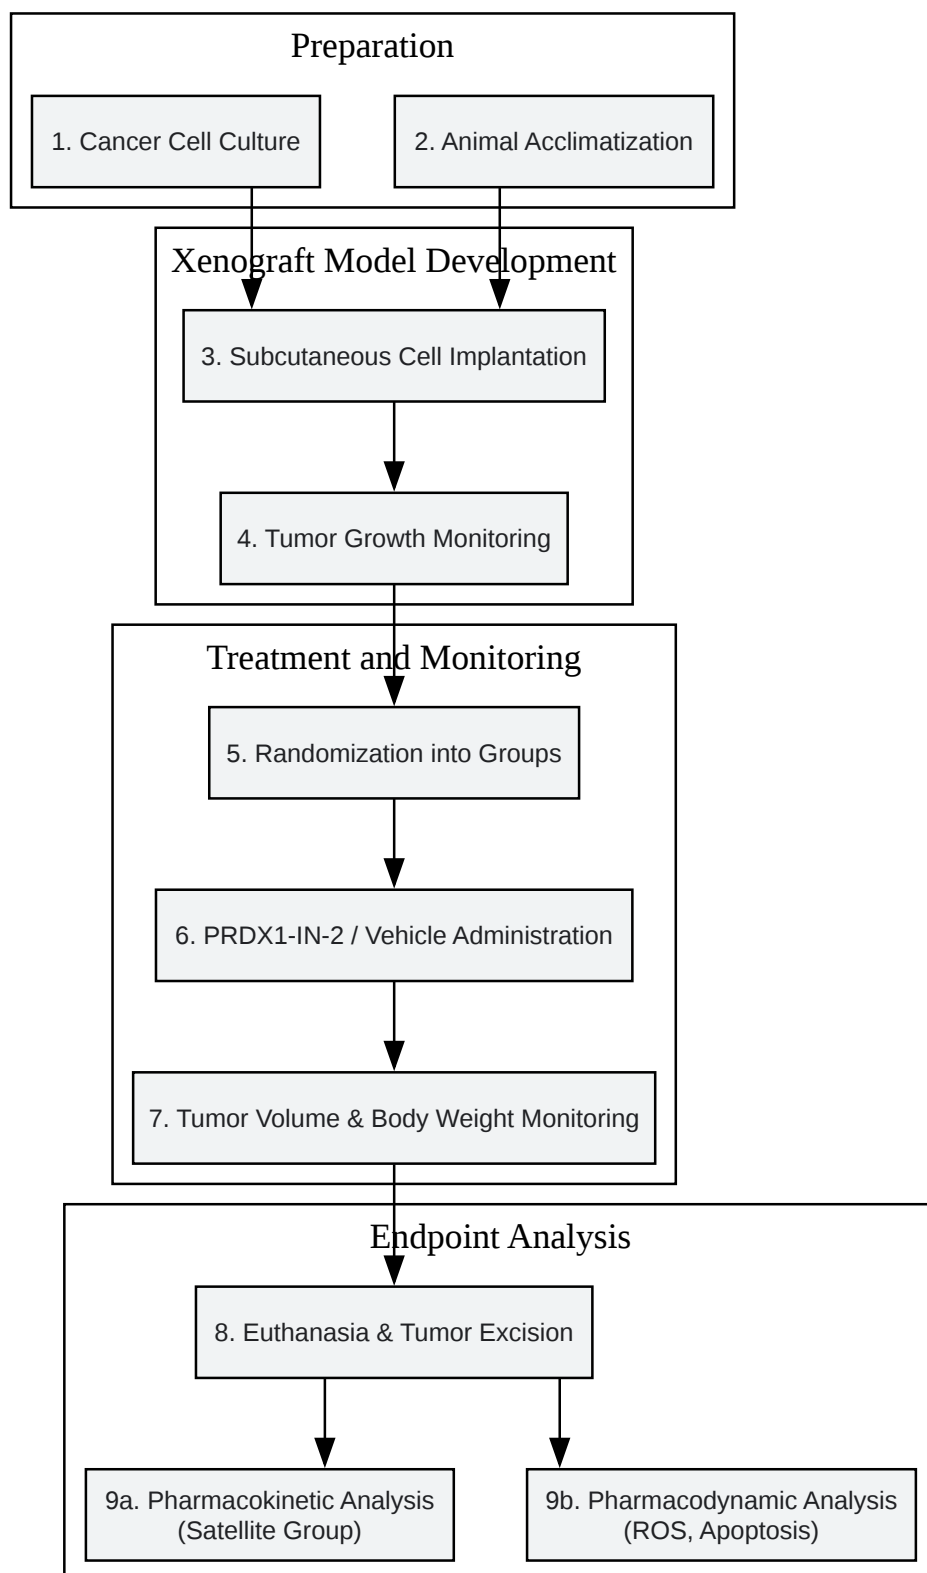 Preparation
1. Cancer Cell Culture
2. Animal Acclimatization
Xenograft Model Development
3. Subcutaneous Cell Implantation
4. Tumor Growth Monitoring
Treatment and Monitoring
5. Randomization into Groups
6. PRDX1-IN-2 / Vehicle Administration
7. Tumor Volume & Body Weight Monitoring
Endpoint Analysis
8. Euthanasia & Tumor Excision
9a. Pharmacokinetic Analysis
(Satellite Group)
9b. Pharmacodynamic Analysis
(ROS, Apoptosis)